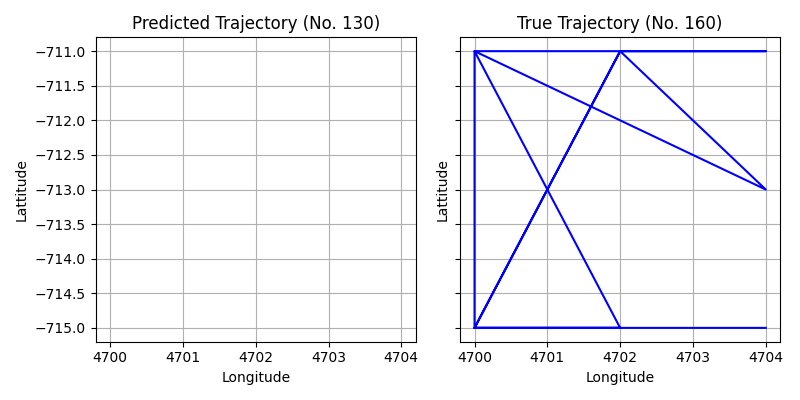 Predicted Trajectory (No. 130)
True Trajectory (No. 160)
−711.0
−711.5
−712.0
−712.5
−713.0
−713.5
−714.0
−714.5
−715.0
Lattitude
Lattitude
4700 4701 4702 4703 4704
4700 4701 4702 4703 4704
Longitude
Longitude